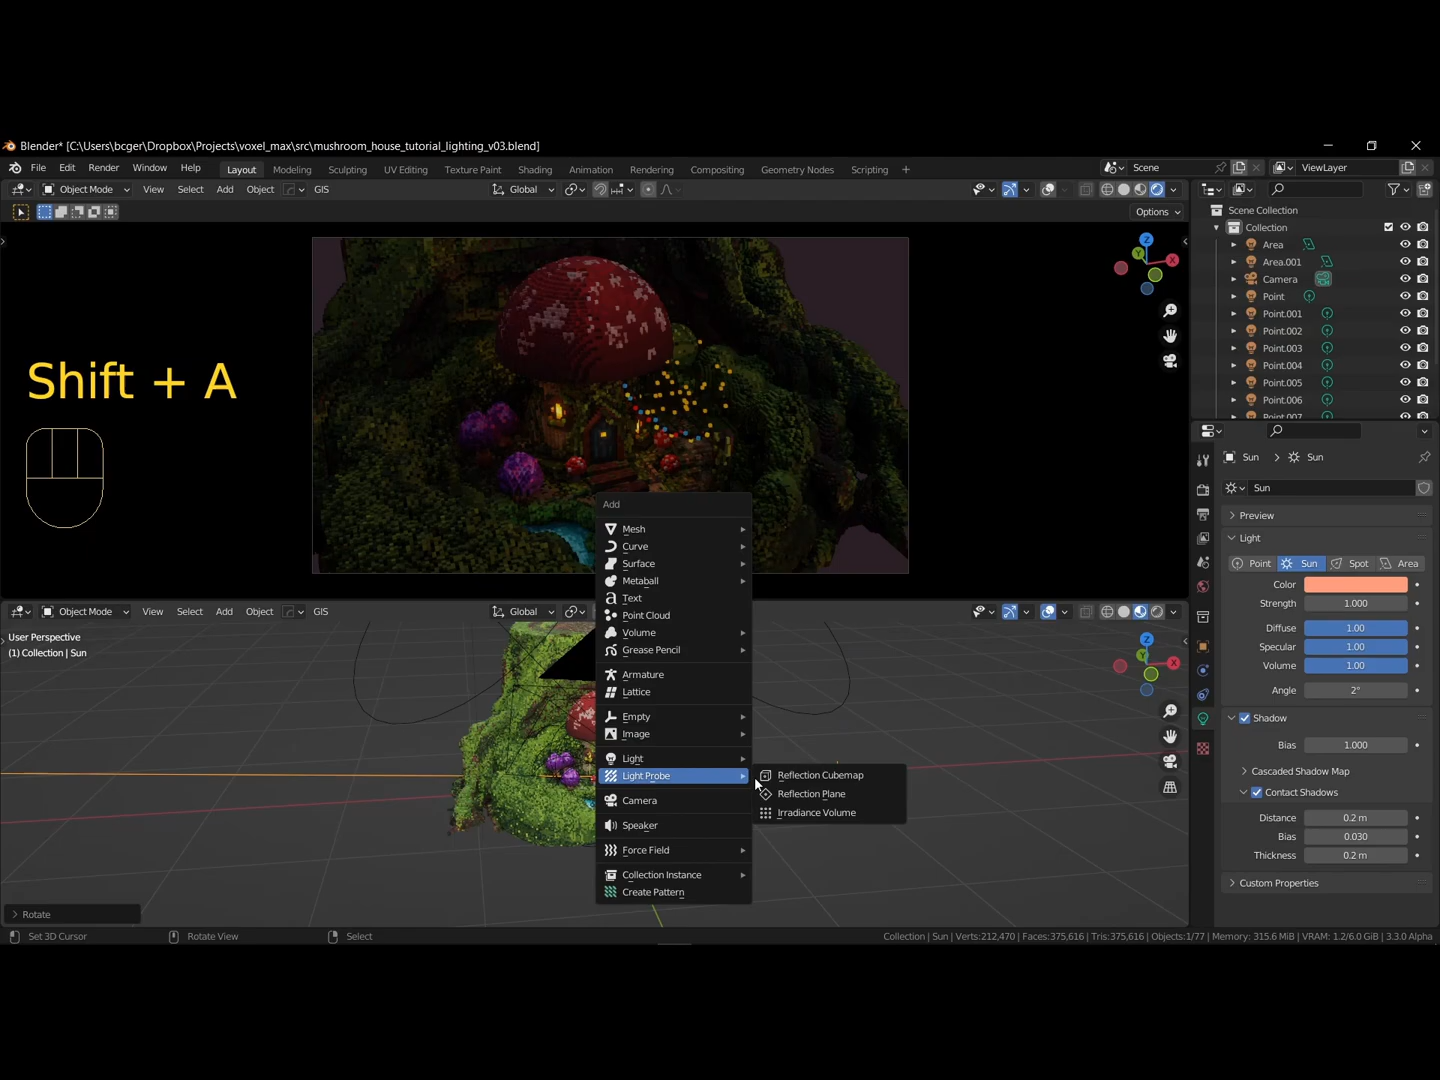 Blender* [C:\Users\bcger\Dropbox\Projects\voxel_max\src\mushroom_house_tutorial_lighting_v03.blend]
File Edit Render Window Help Layout Modeling Sculpting UV Editing Texture Paint Shading Animation Rendering Compositing Geometry Nodes Scripting + Scene ViewLayer
Object Mode View Select Add Object GIS Global
Options
Shift + A
Z
Y
X
Scene Collection
Collection
Area
Area.001
Camera
Point
Point.001
Point.002
Point.003
Point.004
Point.005
Point.006
Point.007
Add
Mesh
Curve
Surface
Metaball
Text
Point Cloud
Volume
Grease Pencil
Armature
Lattice
Empty
Image
Light
Light Probe
Camera
Speaker
Force Field
Collection Instance
Create Pattern
Reflection Cubemap
Reflection Plane
Irradiance Volume
Object Mode View Select Add Object GIS Global
User Perspective
(1) Collection | Sun
Z
Y
X
Rotate
Sun > Sun
Sun
Preview
Light
Point Sun Spot Area
Color
Strength 1.000
Diffuse 1.00
Specular 1.00
Volume 1.00
Angle 2°
Shadow
Bias 1.000
Cascaded Shadow Map
Contact Shadows
Distance 0.2 m
Bias 0.030
Thickness 0.2 m
Custom Properties
Set 3D Cursor Rotate View Select Collection | Sun | Verts:212,470 | Faces:375,616 | Tris:375,616 | Objects:1/77 | Memory: 315.6 MiB | VRAM: 1.2/6.0 GiB | 3.3.0 Alpha